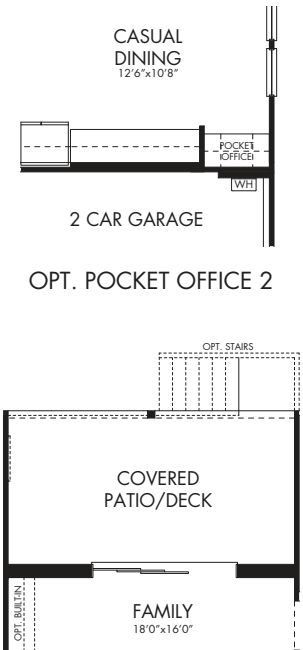 CASUAL
DINING
12'6"x10'8"
POCKET
OFFICE
WH
2 CAR GARAGE
OPT. POCKET OFFICE 2
OPT. STAIRS
COVERED
PATIO/DECK
OPT. BUILT-IN
FAMILY
18'0"x16'0"